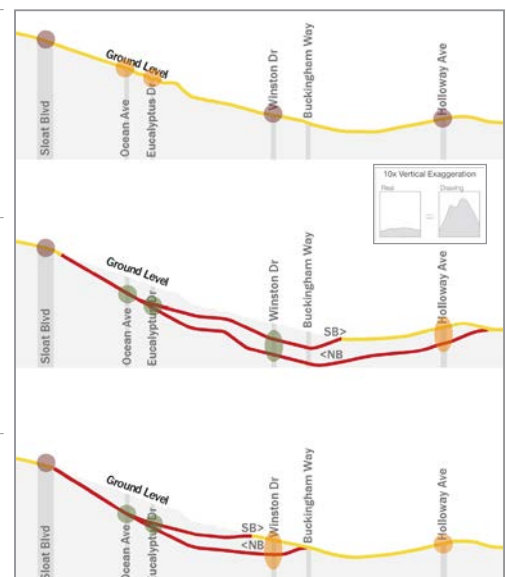 Ground Level
Sloat Blvd
Ocean Ave
Eucalyptus Dr
Winston Dr
Buckingham Way
Holloway Ave
10x Vertical Exaggeration
Real
Drawing
=
Ground Level
Sloat Blvd
Ocean Ave
Eucalyptus Dr
Winston Dr
Buckingham Way
Holloway Ave
SB>
<NB
Ground Level
Sloat Blvd
Ocean Ave
Eucalyptus Dr
Winston Dr
Buckingham Way
Holloway Ave
SB>
<NB